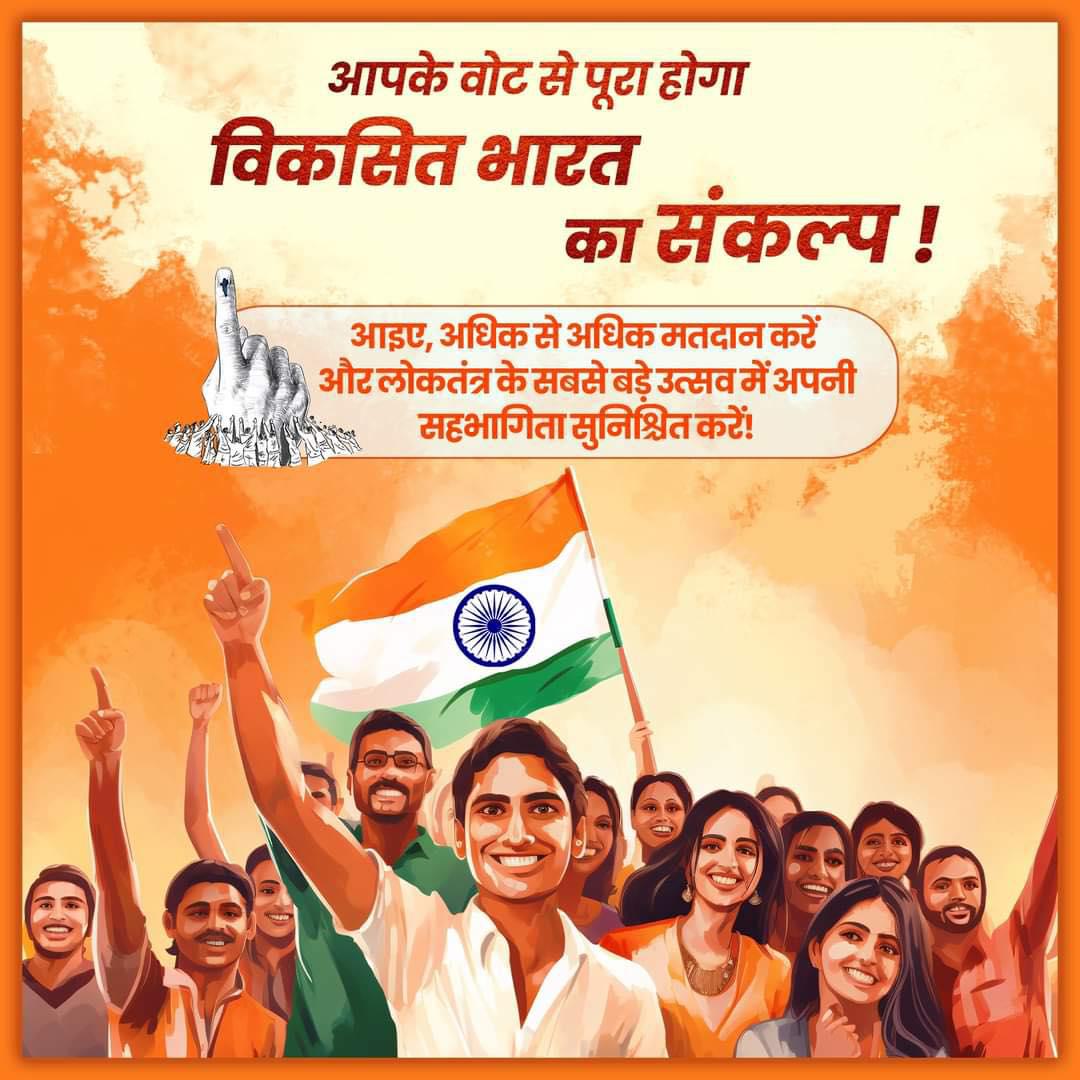 आपके वोट से पूरा होगा
विकसित भारत
का संकल्प !
आइए, अधिक से अधिक मतदान करें
और लोकतंत्र के सबसे बड़े उत्सव में अपनी
सहभागिता सुनिश्चित करें!